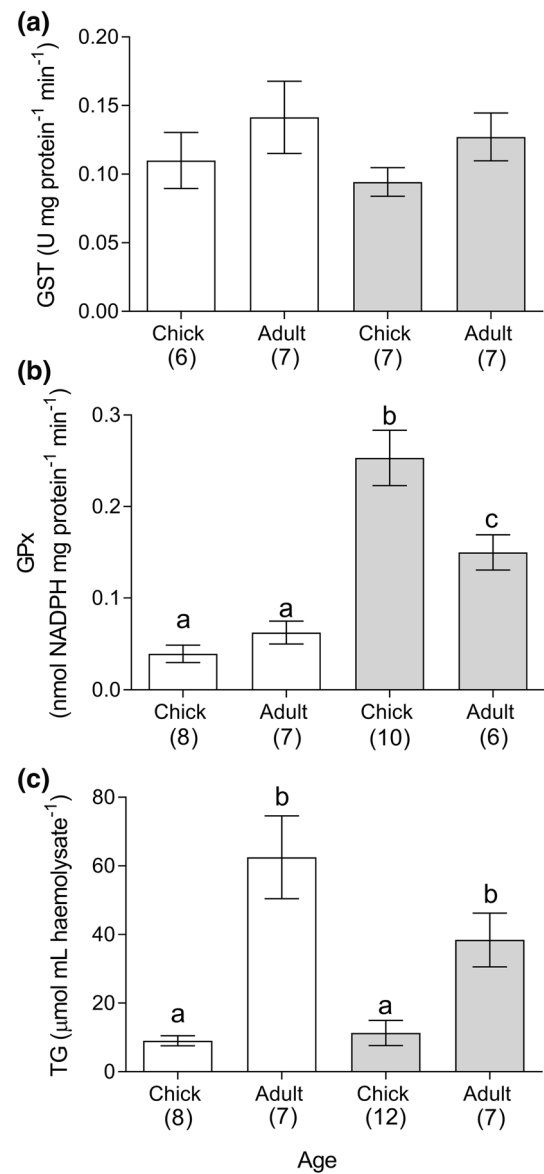 (a)
GST (U mg protein⁻¹ min⁻¹)
0.20
0.15
0.10
0.05
0.00
Chick Adult Chick Adult
(6) (7) (7) (7)
(b)
GPx
(nmol NADPH mg protein⁻¹ min⁻¹)
0.3
0.2
0.1
0.0
a a b c
Chick Adult Chick Adult
(8) (7) (10) (6)
(c)
TG (μmol mL haemolysate⁻¹)
80
60
40
20
0
a b a b
Chick Adult Chick Adult
(8) (7) (12) (7)
Age